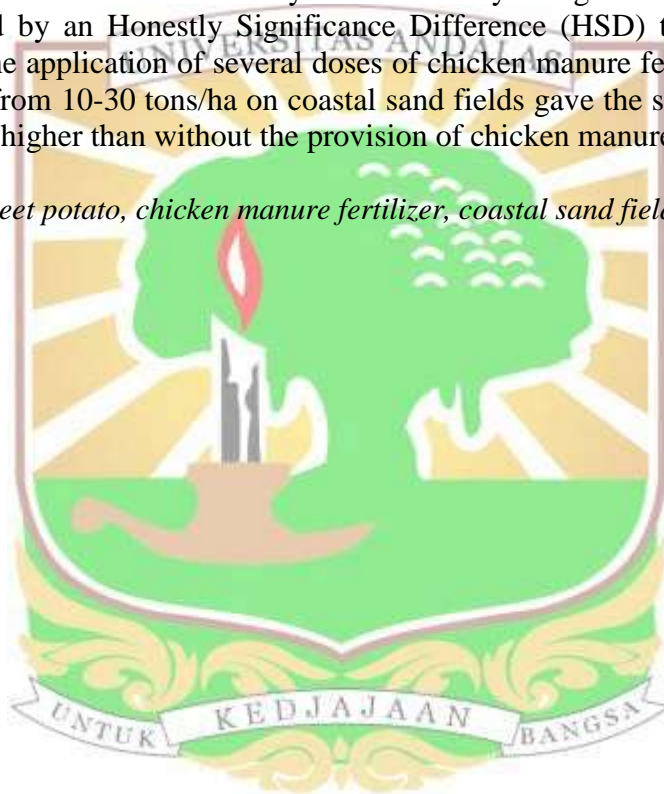 d by an Honestly Significance Difference (HSD) t
UNIVERSITAS ANDALAS
he application of several doses of chicken manure fe
from 10-30 tons/ha on coastal sand fields gave the s
higher than without the provision of chicken manure
eet potato, chicken manure fertilizer, coastal sand field
UNTUK KEDJAJAAN BANGSA